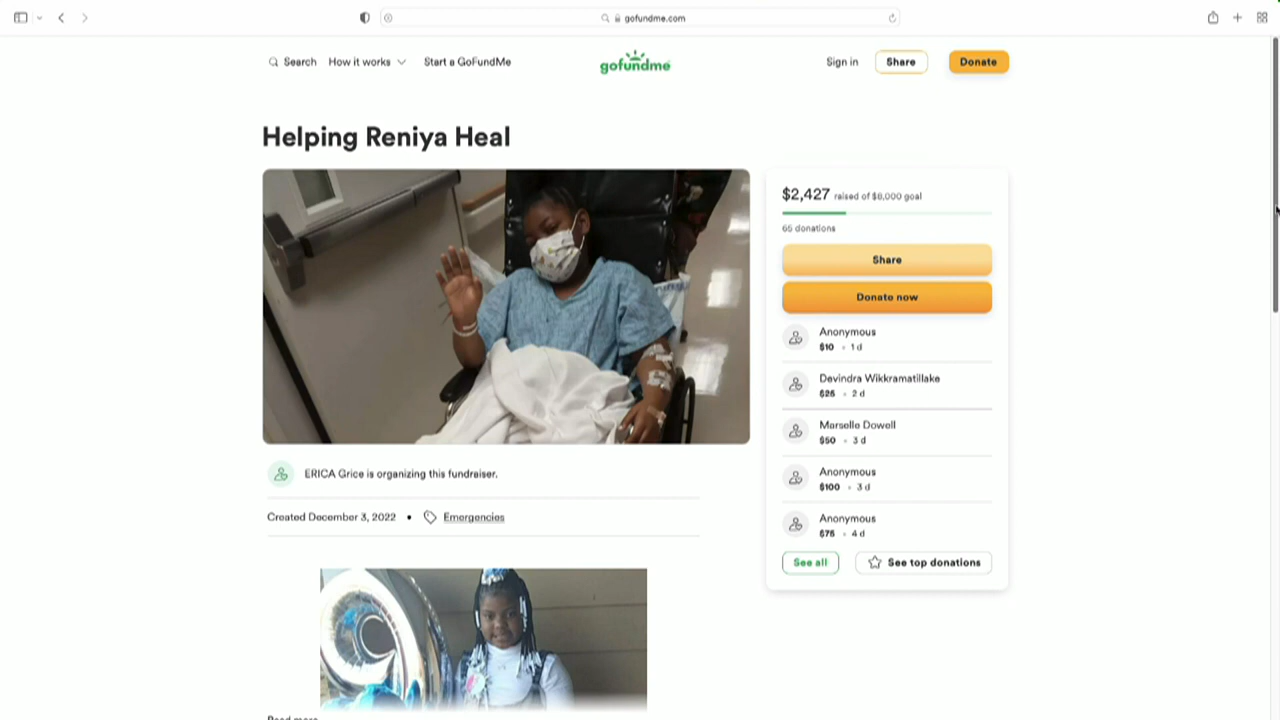 gofundme.com
Search How it works Start a GoFundMe gofundme Sign in Share Donate
Helping Reniya Heal
$2,427 raised of $8,000 goal
65 donations
Share
Donate now
Anonymous
$10 • 1 d
Devindra Wikkramatillake
$25 • 2 d
Marselle Dowell
$50 • 3 d
Anonymous
$100 • 3 d
Anonymous
$75 • 4 d
See all See top donations
ERICA Grice is organizing this fundraiser.
Created December 3, 2022 • Emergencies
Read more